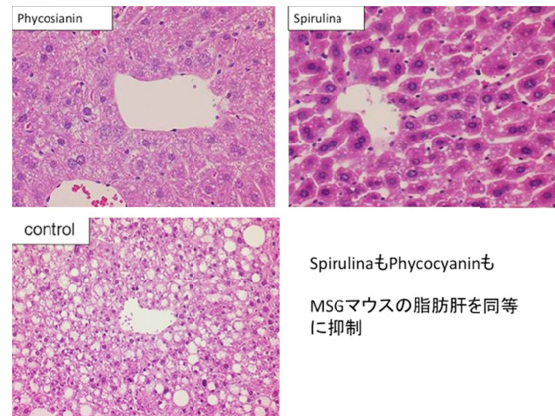 Phycosianin
Spirulina
control
SpirulinaもPhycocyaninも
MSGマウスの脂肪肝を同等
に抑制